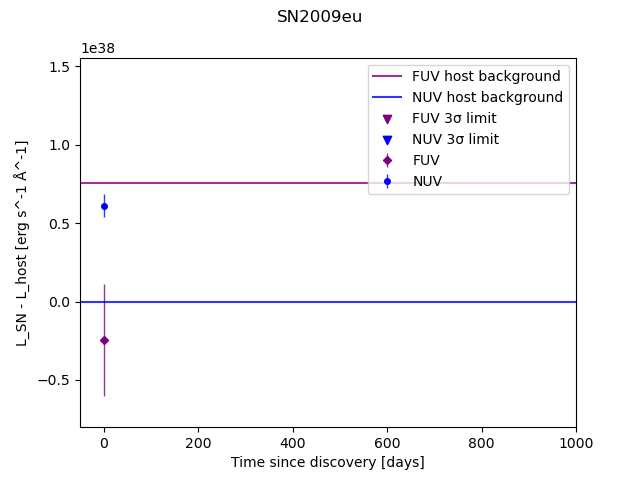 SN2009eu
1e38
1.5
1.0
0.5
0.0
−0.5
L_SN - L_host [erg s^-1 Å^-1]
FUV host background
NUV host background
FUV 3σ limit
NUV 3σ limit
FUV
NUV
0 200 400 600 800 1000
Time since discovery [days]